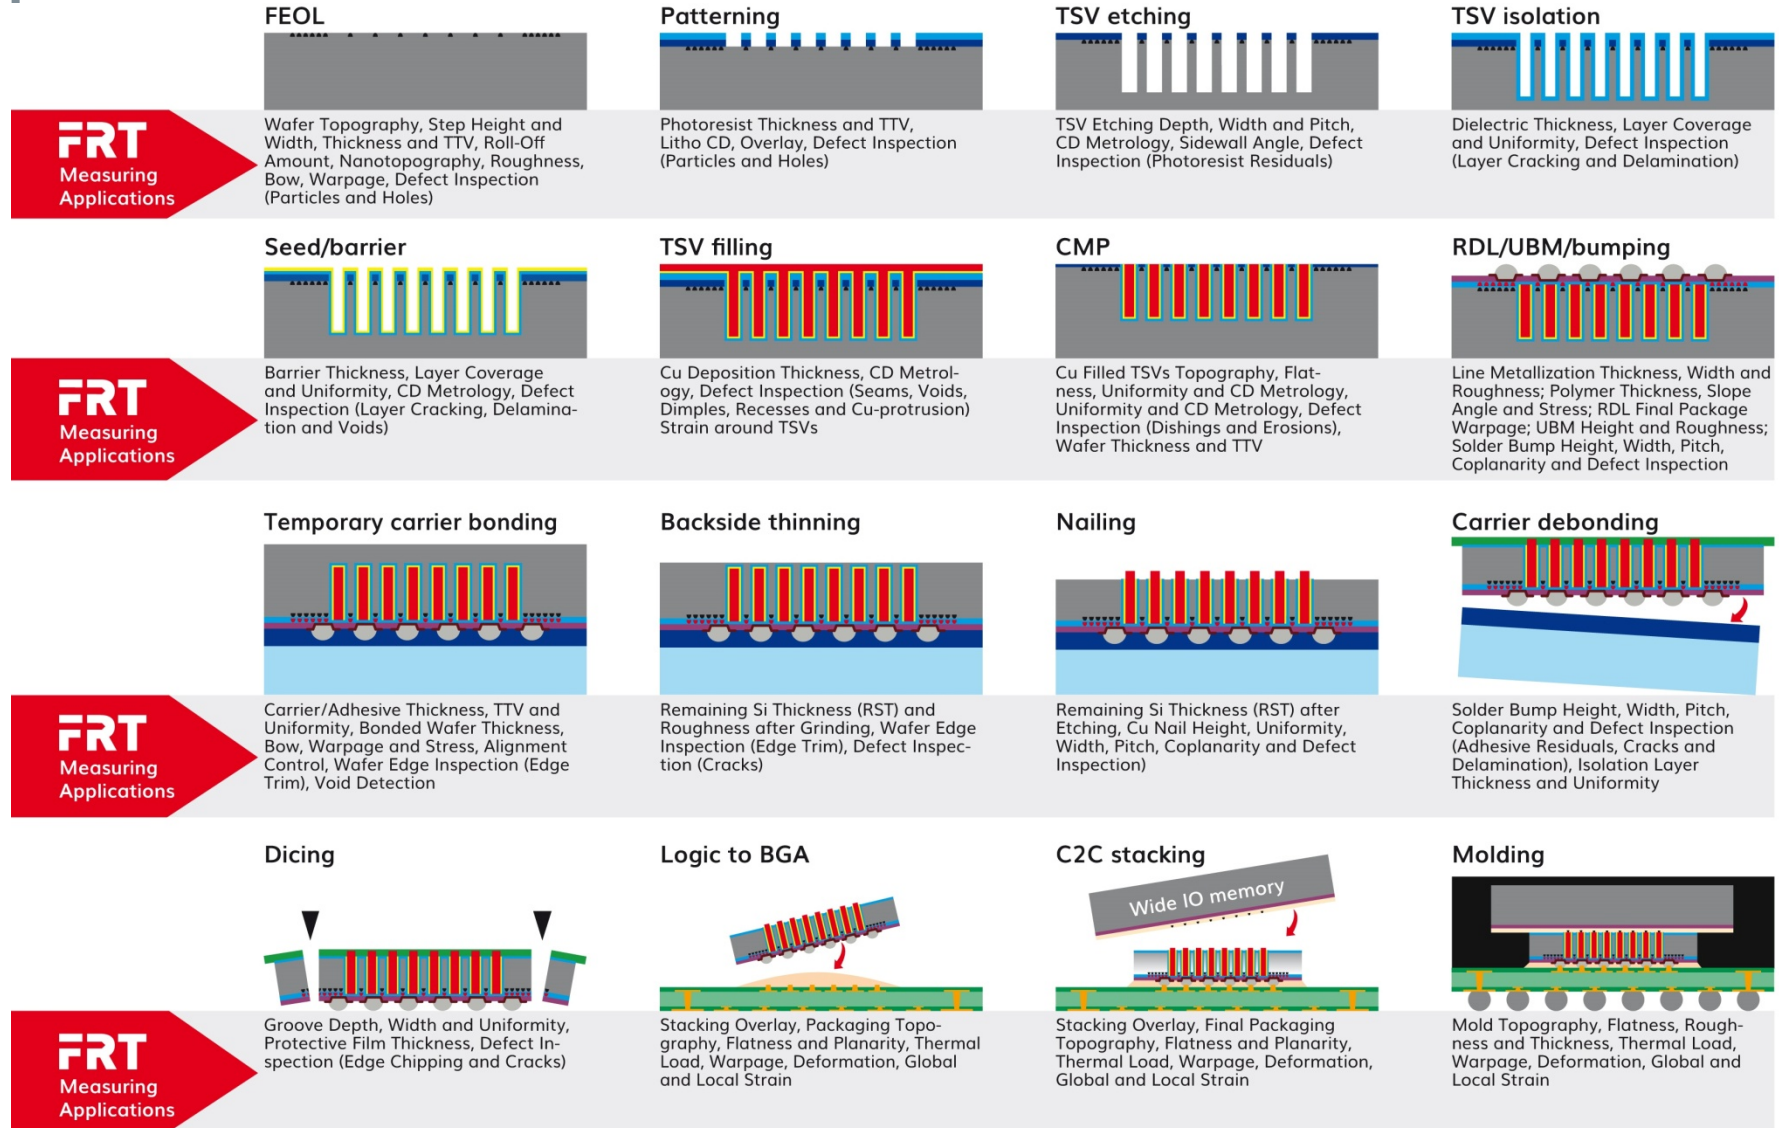 FEOL
Patterning
TSV etching
TSV isolation
FRT
Measuring
Applications
Wafer Topography, Step Height and
Width, Thickness and TTV, Roll-Off
Amount, Nanotopography, Roughness,
Bow, Warpage, Defect Inspection
(Particles and Holes)
Photoresist Thickness and TTV,
Litho CD, Overlay, Defect Inspection
(Particles and Holes)
TSV Etching Depth, Width and Pitch,
CD Metrology, Sidewall Angle, Defect
Inspection (Photoresist Residuals)
Dielectric Thickness, Layer Coverage
and Uniformity, Defect Inspection
(Layer Cracking and Delamination)
Seed/barrier
TSV filling
CMP
RDL/UBM/bumping
FRT
Measuring
Applications
Barrier Thickness, Layer Coverage
and Uniformity, CD Metrology, Defect
Inspection (Layer Cracking, Delamina-
tion and Voids)
Cu Deposition Thickness, CD Metrol-
ogy, Defect Inspection (Seams, Voids,
Dimples, Recesses and Cu-protrusion)
Strain around TSVs
Cu Filled TSVs Topography, Flat-
ness, Uniformity and CD Metrology,
Uniformity and CD Metrology, Defect
Inspection (Dishings and Erosions),
Wafer Thickness and TTV
Line Metallization Thickness, Width and
Roughness; Polymer Thickness, Slope
Angle and Stress; RDL Final Package
Warpage; UBM Height and Roughness;
Solder Bump Height, Width, Pitch,
Coplanarity and Defect Inspection
Temporary carrier bonding
Backside thinning
Nailing
Carrier debonding
FRT
Measuring
Applications
Carrier/Adhesive Thickness, TTV and
Uniformity, Bonded Wafer Thickness,
Bow, Warpage and Stress, Alignment
Control, Wafer Edge Inspection (Edge
Trim), Void Detection
Remaining Si Thickness (RST) and
Roughness after Grinding, Wafer Edge
Inspection (Edge Trim), Defect Inspec-
tion (Cracks)
Remaining Si Thickness (RST) after
Etching, Cu Nail Height, Uniformity,
Width, Pitch, Coplanarity and Defect
Inspection)
Solder Bump Height, Width, Pitch,
Coplanarity and Defect Inspection
(Adhesive Residuals, Cracks and
Delamination), Isolation Layer
Thickness and Uniformity
Dicing
Logic to BGA
C2C stacking
Molding
Wide IO memory
FRT
Measuring
Applications
Groove Depth, Width and Uniformity,
Protective Film Thickness, Defect In-
spection (Edge Chipping and Cracks)
Stacking Overlay, Packaging Topo-
graphy, Flatness and Planarity, Thermal
Load, Warpage, Deformation, Global
and Local Strain
Stacking Overlay, Final Packaging
Topography, Flatness and Planarity,
Thermal Load, Warpage, Deformation,
Global and Local Strain
Mold Topography, Flatness, Rough-
ness and Thickness, Thermal Load,
Warpage, Deformation, Global and
Local Strain